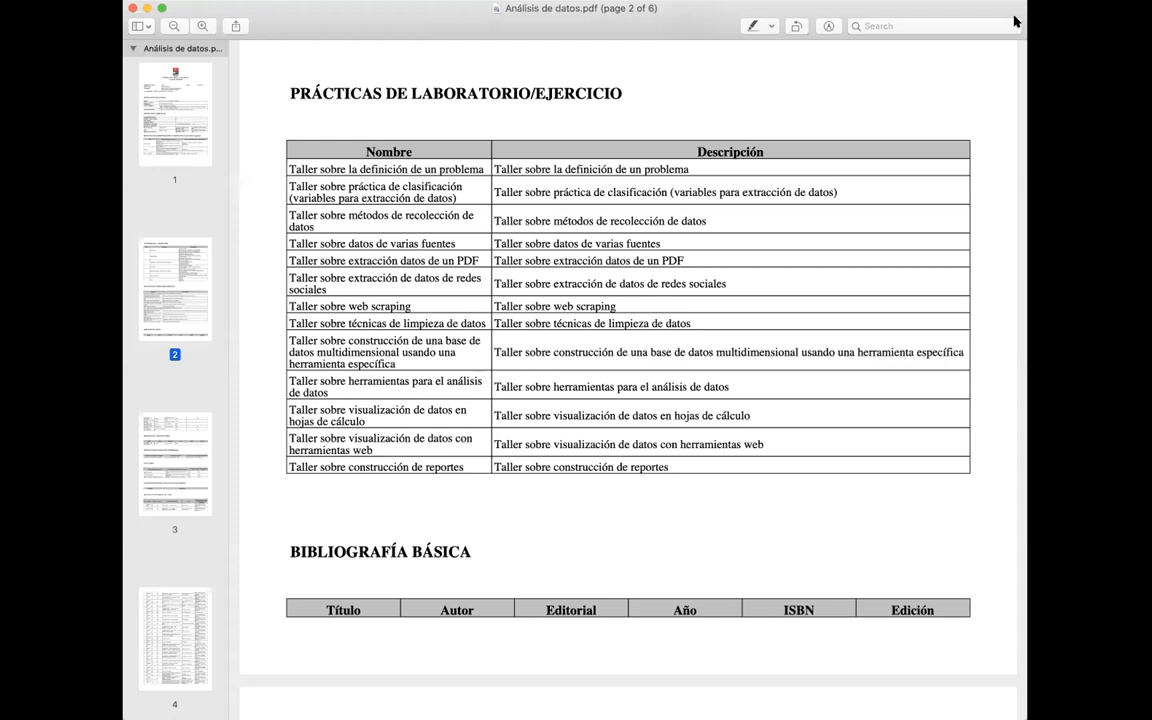 Análisis de datos.pdf (page 2 of 6)
Search
Análisis de datos.p...
1
2
3
4
PRÁCTICAS DE LABORATORIO/EJERCICIO
Nombre Descripción
Taller sobre la definición de un problema Taller sobre la definición de un problema
Taller sobre práctica de clasificación
(variables para extracción de datos)
Taller sobre práctica de clasificación (variables para extracción de datos)
Taller sobre métodos de recolección de
datos
Taller sobre métodos de recolección de datos
Taller sobre datos de varias fuentes Taller sobre datos de varias fuentes
Taller sobre extracción datos de un PDF Taller sobre extracción datos de un PDF
Taller sobre extracción de datos de redes
sociales
Taller sobre extracción de datos de redes sociales
Taller sobre web scraping Taller sobre web scraping
Taller sobre técnicas de limpieza de datos Taller sobre técnicas de limpieza de datos
Taller sobre construcción de una base de
datos multidimensional usando una
herramienta específica
Taller sobre construcción de una base de datos multidimensional usando una herramienta específica
Taller sobre herramientas para el análisis
de datos
Taller sobre herramientas para el análisis de datos
Taller sobre visualización de datos en
hojas de cálculo
Taller sobre visualización de datos en hojas de cálculo
Taller sobre visualización de datos con
herramientas web
Taller sobre visualización de datos con herramientas web
Taller sobre construcción de reportes Taller sobre construcción de reportes
BIBLIOGRAFÍA BÁSICA
Título Autor Editorial Año ISBN Edición